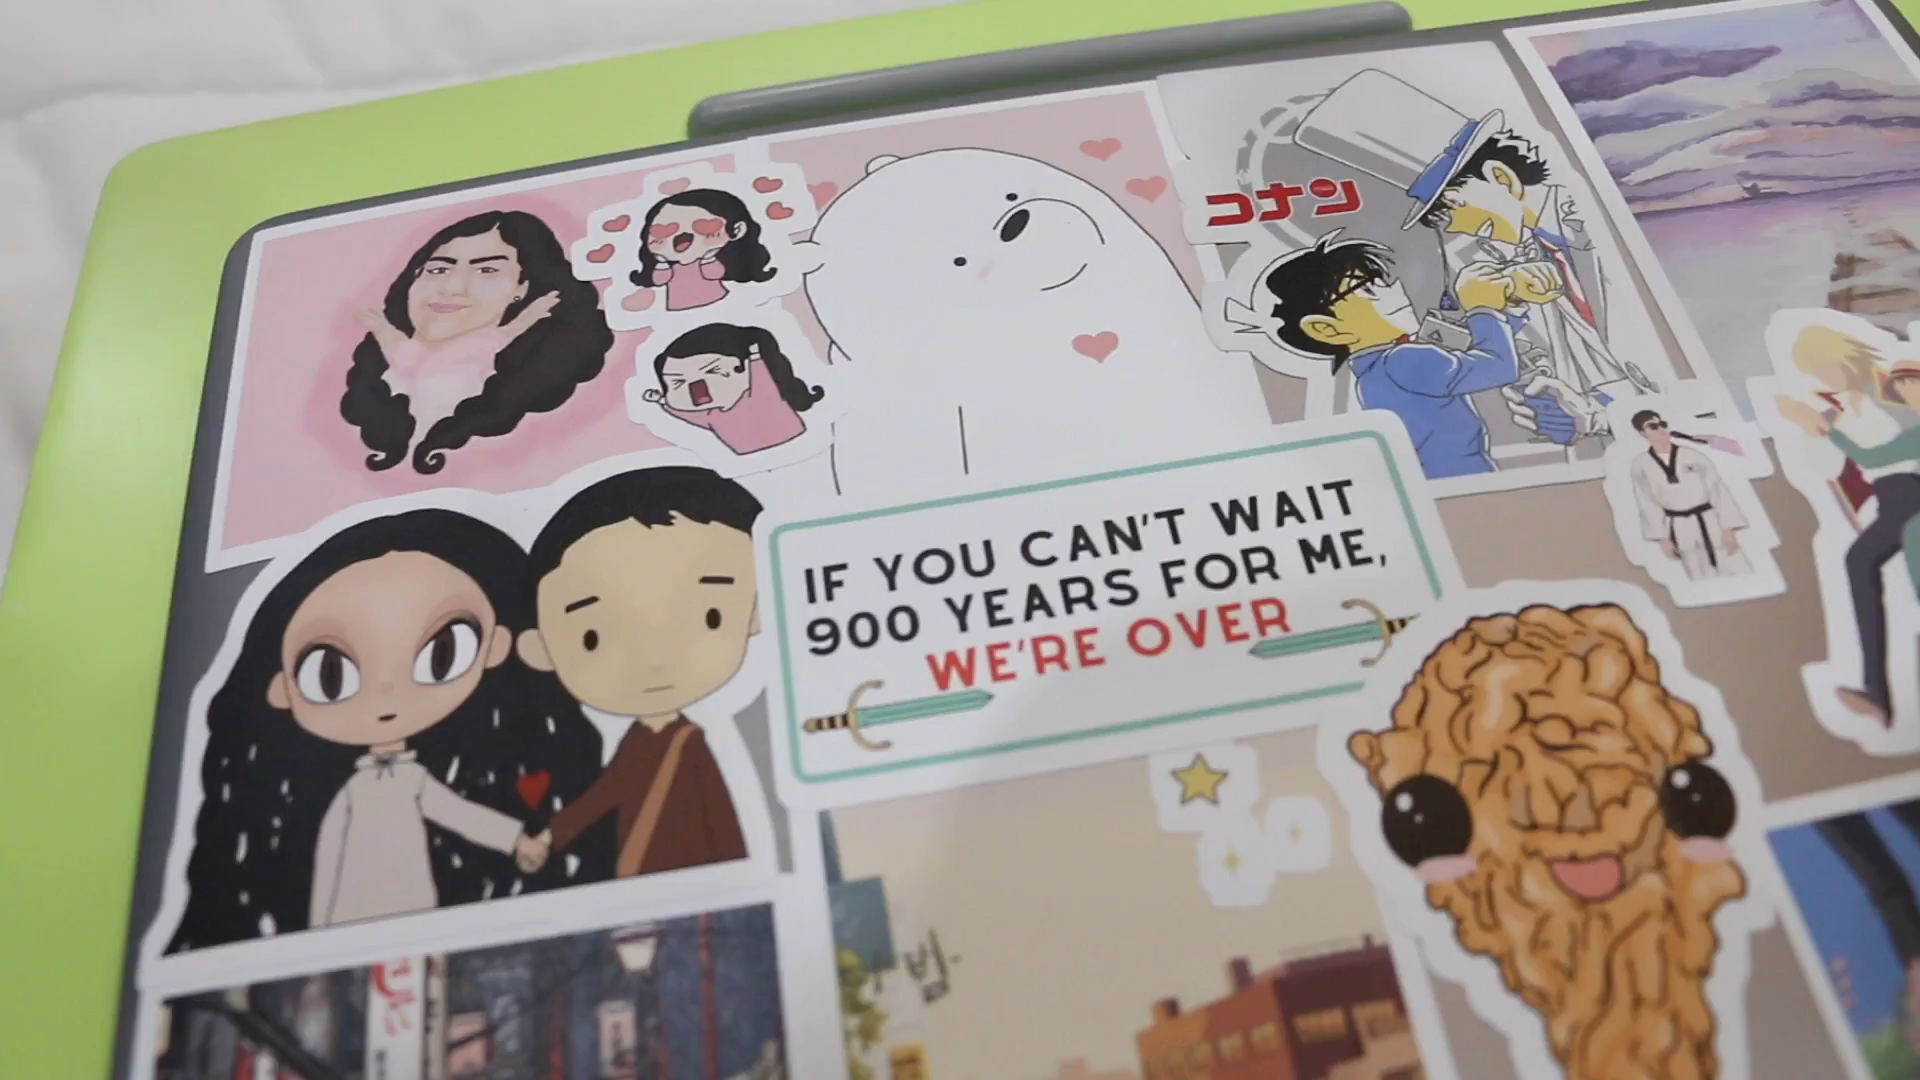 コナン
IF YOU CAN'T WAIT
900 YEARS FOR ME,
WE'RE OVER